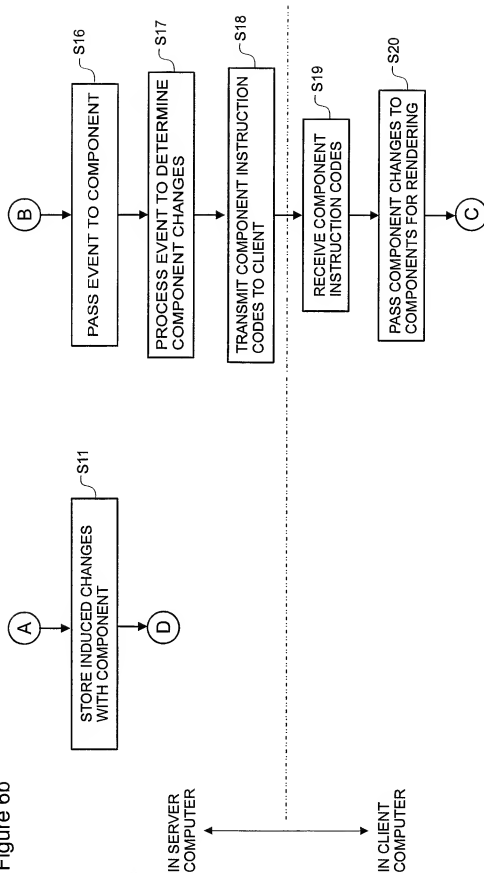 Figure 6b
A
STORE INDUCED CHANGES
WITH COMPONENT
S11
D
B
PASS EVENT TO COMPONENT
S16
PROCESS EVENT TO DETERMINE
COMPONENT CHANGES
S17
TRANSMIT COMPONENT INSTRUCTION
CODES TO CLIENT
S18
RECEIVE COMPONENT
INSTRUCTION CODES
S19
PASS COMPONENT CHANGES TO
COMPONENTS FOR RENDERING
S20
C
IN SERVER
COMPUTER
IN CLIENT
COMPUTER